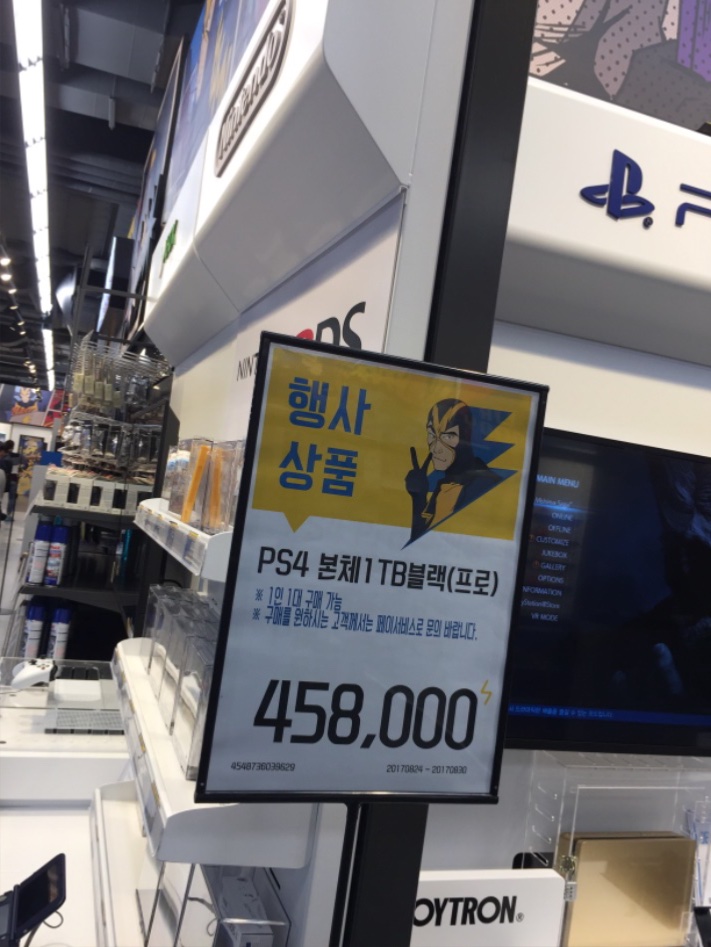 Nintendo
NINT
DS
행사
상품
PS4 본체1TB블랙(프로)
※ 1인 1대 구매 가능
※ 구매를 원하시는 고객께서는 페이서비스로 문의 바랍니다.
458,000
20170824 - 20170830
MAIN MENU
ONLINE
OFFLINE
CUSTOMIZE
JUKEBOX
GALLERY
OPTIONS
INFORMATION
VR MODE
OYTRON